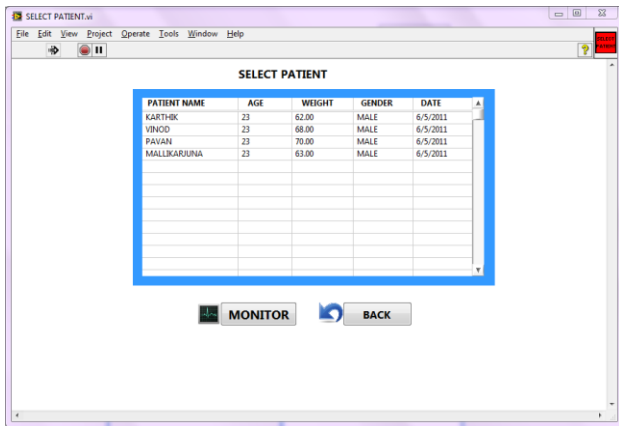 SELECT PATIENT.vi
File Edit View Project Operate Tools Window Help
SELECT PATIENT
SELECT PATIENT
PATIENT NAME AGE WEIGHT GENDER DATE
KARTHIK 23 62.00 MALE 6/5/2011
VINOD 23 68.00 MALE 6/5/2011
PAVAN 23 70.00 MALE 6/5/2011
MALLIKARJUNA 23 63.00 MALE 6/5/2011
MONITOR BACK